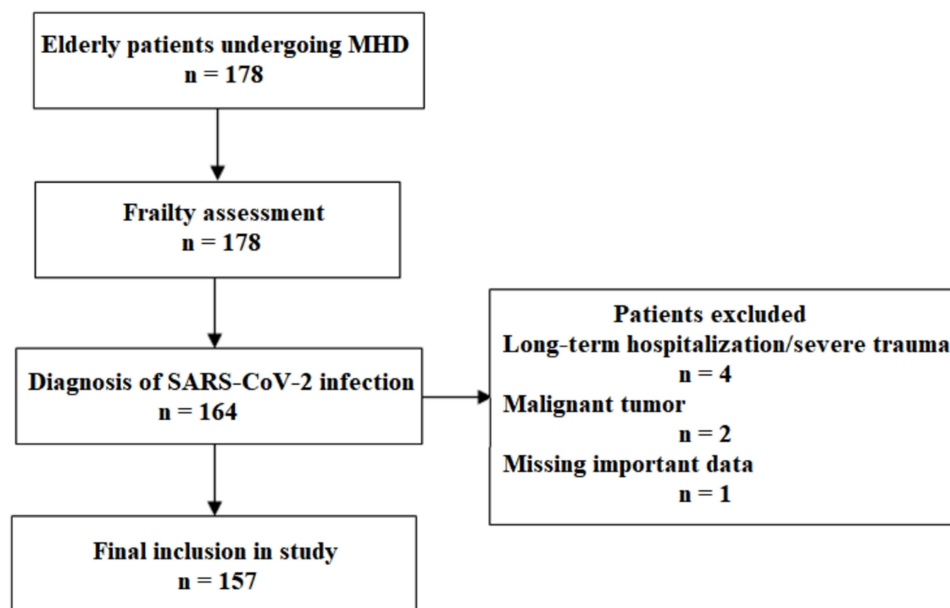 Elderly patients undergoing MHD
n = 178
Frailty assessment
n = 178
Diagnosis of SARS-CoV-2 infection
n = 164
Patients excluded
Long-term hospitalization/severe trauma
n = 4
Malignant tumor
n = 2
Missing important data
n = 1
Final inclusion in study
n = 157